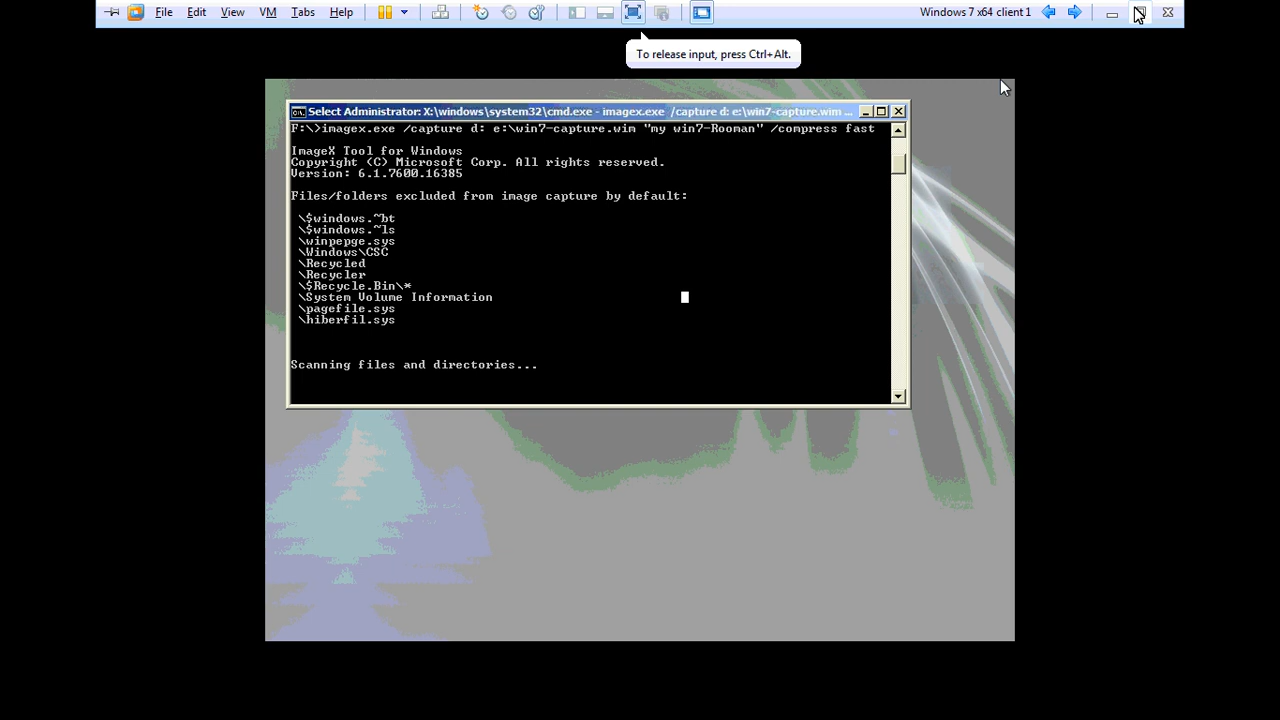 File Edit View VM Tabs Help
Windows 7 x64 client 1
To release input, press Ctrl+Alt.
Select Administrator: X:\windows\system32\cmd.exe - imagex.exe /capture d: e:\win7-capture.wim ...
F:\>imagex.exe /capture d: e:\win7-capture.wim "my win7-Rooman" /compress fast
ImageX Tool for Windows
Copyright (C) Microsoft Corp. All rights reserved.
Version: 6.1.7600.16385
Files/folders excluded from image capture by default:
\$windows.~bt
\$windows.~ls
\winpepge.sys
\Windows\CSC
\Recycled
\Recycler
\$Recycle.Bin\*
\System Volume Information
\pagefile.sys
\hiberfil.sys
Scanning files and directories...